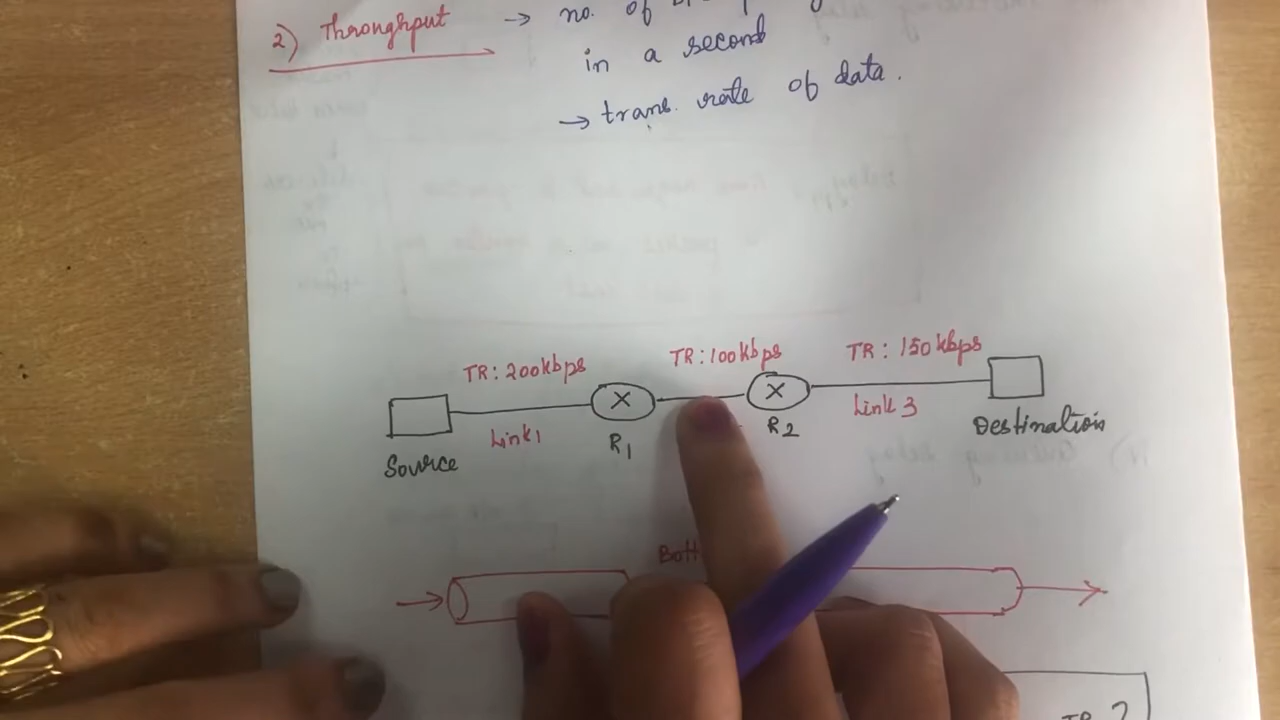 2) Throughput → no. of
in a second
→ trans. rate of data.
TR: 200kbps TR: 100kbps TR: 150kbps
Link1 Link 3
Source R1 R2 Destination
Bott
TR